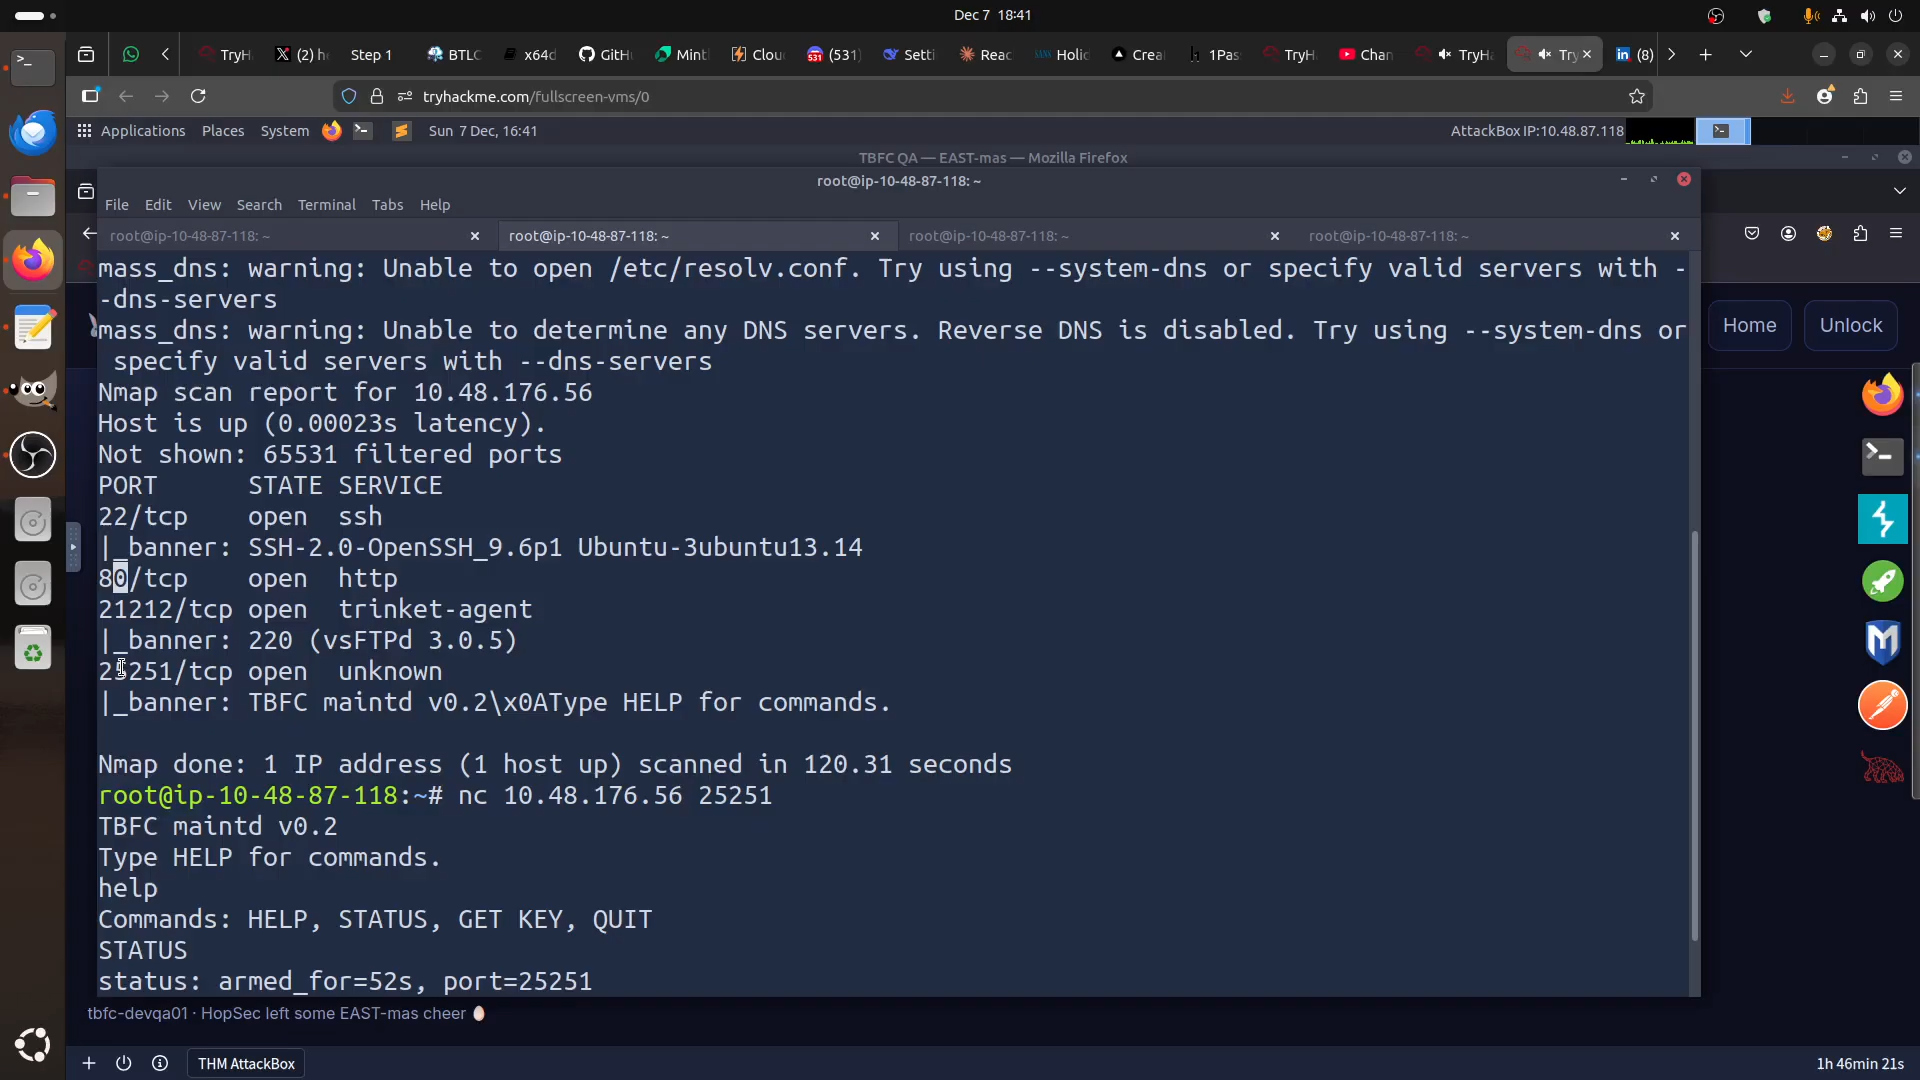 Dec 7 18:41
TryH
(2) h
Step 1
BTLC
x64d
GitHu
Mint
Clou
(531)
Setti
Reac
Holid
Crea
1Pas
TryH
Chan
TryHa
Try
(8)
tryhackme.com/fullscreen-vms/0
Applications Places System
Sun 7 Dec, 16:41
AttackBox IP:10.48.87.118
TBFC QA — EAST-mas — Mozilla Firefox
root@ip-10-48-87-118: ~
File Edit View Search Terminal Tabs Help
root@ip-10-48-87-118: ~
root@ip-10-48-87-118: ~
root@ip-10-48-87-118: ~
root@ip-10-48-87-118: ~
mass_dns: warning: Unable to open /etc/resolv.conf. Try using --system-dns or specify valid servers with -
-dns-servers
mass_dns: warning: Unable to determine any DNS servers. Reverse DNS is disabled. Try using --system-dns or
specify valid servers with --dns-servers
Nmap scan report for 10.48.176.56
Host is up (0.00023s latency).
Not shown: 65531 filtered ports
PORT STATE SERVICE
22/tcp open ssh
|_banner: SSH-2.0-OpenSSH_9.6p1 Ubuntu-3ubuntu13.14
80/tcp open http
21212/tcp open trinket-agent
|_banner: 220 (vsFTPd 3.0.5)
25251/tcp open unknown
|_banner: TBFC maintd v0.2\x0AType HELP for commands.
Nmap done: 1 IP address (1 host up) scanned in 120.31 seconds
root@ip-10-48-87-118:~# nc 10.48.176.56 25251
TBFC maintd v0.2
Type HELP for commands.
help
Commands: HELP, STATUS, GET KEY, QUIT
STATUS
status: armed_for=52s, port=25251
Home
Unlock
tbfc-devqa01 · HopSec left some EAST-mas cheer
THM AttackBox
1h 46min 21s